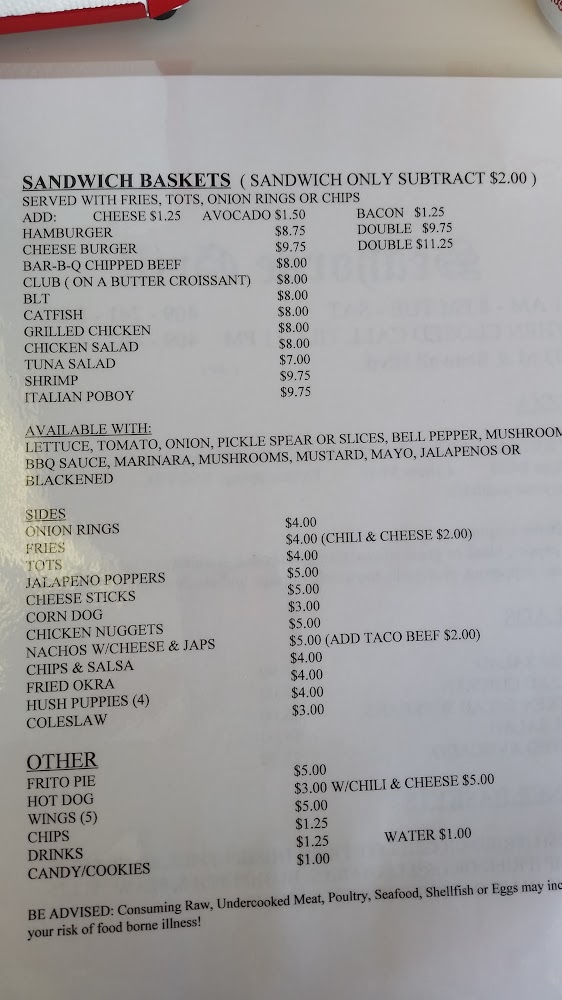 SANDWICH BASKETS ( SANDWICH ONLY SUBTRACT $2.00 )
SERVED WITH FRIES, TOTS, ONION RINGS OR CHIPS
ADD: CHEESE $1.25 AVOCADO $1.50 BACON $1.25
HAMBURGER $8.75 DOUBLE $9.75
CHEESE BURGER $9.75 DOUBLE $11.25
BAR-B-Q CHIPPED BEEF $8.00
CLUB ( ON A BUTTER CROISSANT) $8.00
BLT $8.00
CATFISH $8.00
GRILLED CHICKEN $8.00
CHICKEN SALAD $8.00
TUNA SALAD $7.00
SHRIMP $9.75
ITALIAN POBOY $9.75
AVAILABLE WITH:
LETTUCE, TOMATO, ONION, PICKLE SPEAR OR SLICES, BELL PEPPER, MUSHROOM
BBQ SAUCE, MARINARA, MUSHROOMS, MUSTARD, MAYO, JALAPENOS OR
BLACKENED
SIDES
ONION RINGS $4.00
FRIES $4.00 (CHILI & CHEESE $2.00)
TOTS $4.00
JALAPENO POPPERS $5.00
CHEESE STICKS $5.00
CORN DOG $3.00
CHICKEN NUGGETS $5.00
NACHOS W/CHEESE & JAPS $5.00 (ADD TACO BEEF $2.00)
CHIPS & SALSA $4.00
FRIED OKRA $4.00
HUSH PUPPIES (4) $4.00
COLESLAW $3.00
OTHER
FRITO PIE $5.00
HOT DOG $3.00 W/CHILI & CHEESE $5.00
WINGS (5) $5.00
CHIPS $1.25
DRINKS $1.25 WATER $1.00
CANDY/COOKIES $1.00
BE ADVISED: Consuming Raw, Undercooked Meat, Poultry, Seafood, Shellfish or Eggs may inc
your risk of food borne illness!